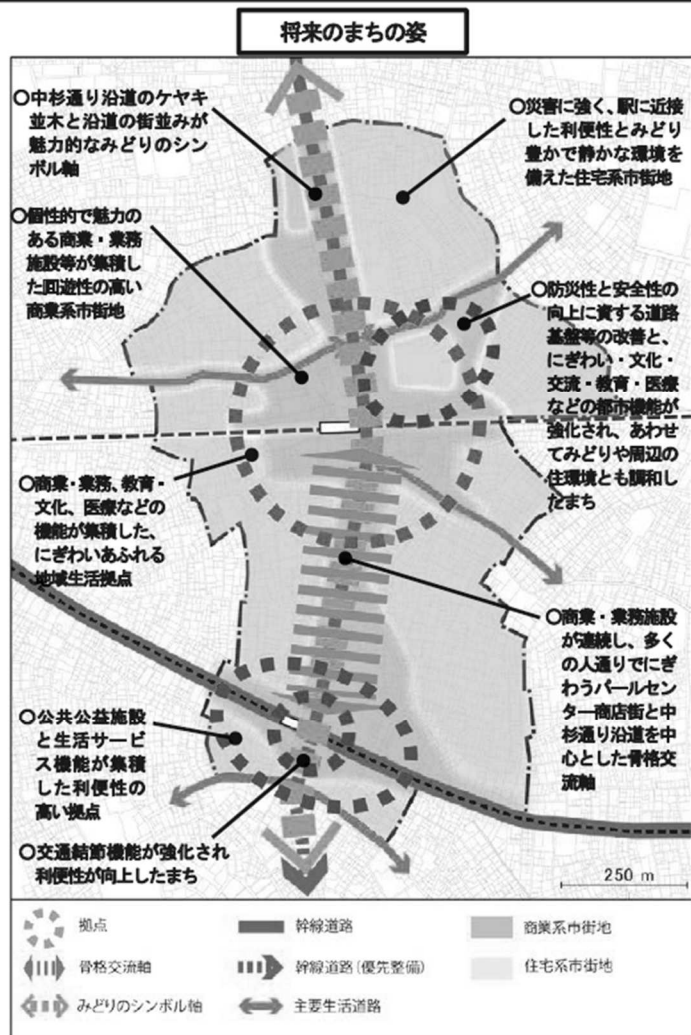 将来のまちの姿
○中杉通り沿道のケヤキ
並木と沿道の街並みが
魅力的なみどりのシン
ボル軸
○個性的で魅力の
ある商業・業務
施設等が集積し
た回遊性の高い
商業系市街地
○商業・業務、教育・
文化、医療などの
機能が集積した、
にぎわいあふれる
地域生活拠点
○公共公益施設
と生活サービ
ス機能が集積
した利便性の
高い拠点
○交通結節機能が強化され
利便性が向上したまち
○災害に強く、駅に近接
した利便性とみどり
豊かで静かな環境を
備えた住宅系市街地
○防災性と安全性の
向上に資する道路
基盤等の改善と、
にぎわい・文化・
交流・教育・医療
などの都市機能が
強化され、あわせ
てみどりや周辺の
住環境とも調和し
たまち
○商業・業務施設
が連続し、多く
の人通りでにぎ
わうパールセン
ター商店街と中
杉通り沿道を中
心とした骨格交
流軸
250 m
拠点
幹線道路
商業系市街地
骨格交流軸
幹線道路(優先整備)
住宅系市街地
みどりのシンボル軸
主要生活道路